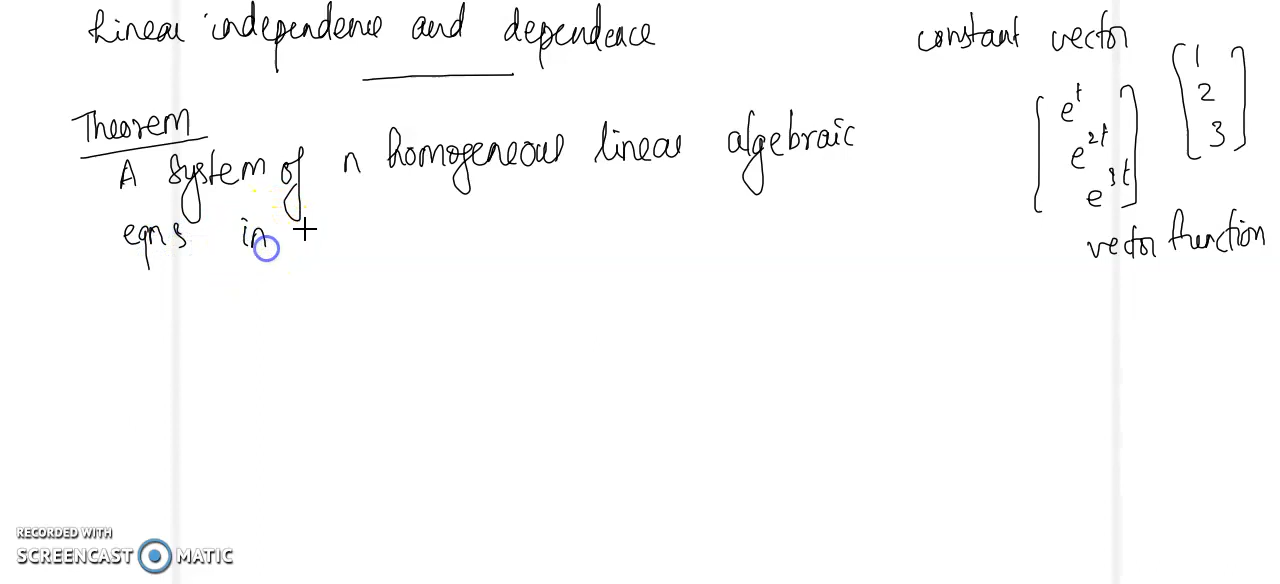 Linear independence and dependence
Theorem
A system of n homogeneous linear algebraic
eqns in
constant vector
[ 1
2
3 ]
[ e^t
e^2t
e^3t ]
vector function
RECORDED WITH
SCREENCAST MATIC